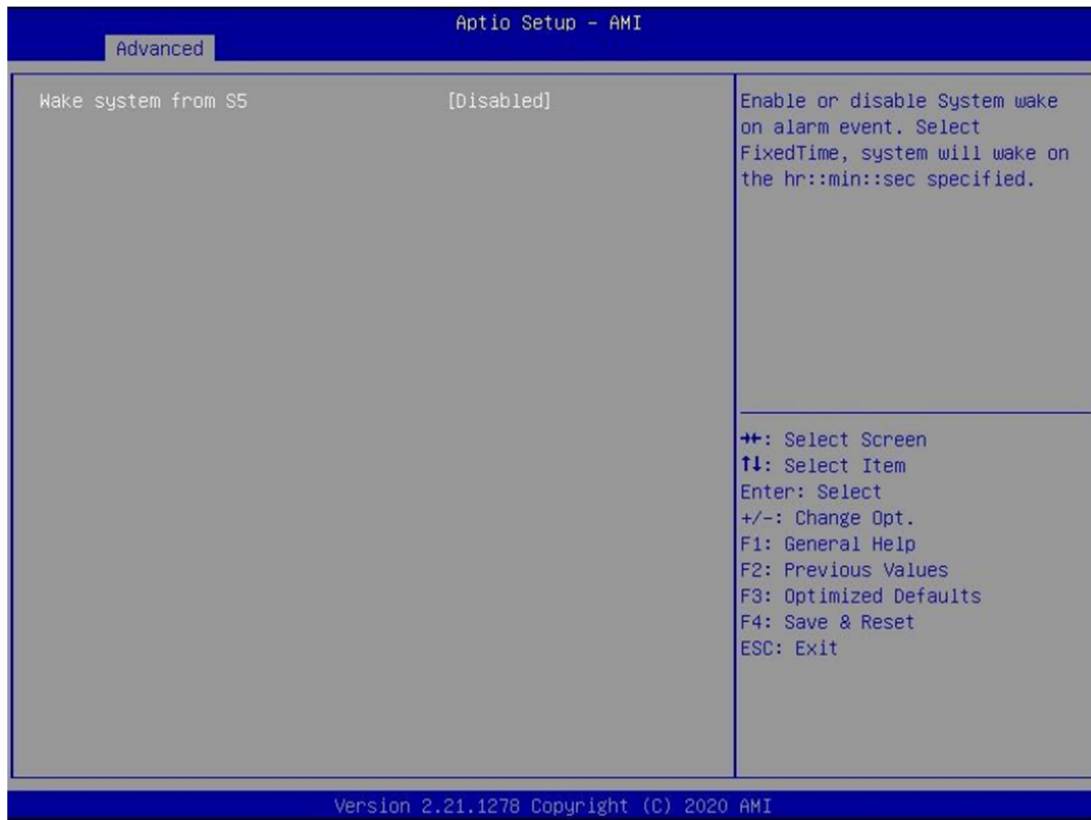 Aptio Setup - AMI
Advanced
Wake system from S5 [Disabled]
Enable or disable System wake
on alarm event. Select
FixedTime, system will wake on
the hr::min::sec specified.
→←: Select Screen
↑↓: Select Item
Enter: Select
+/-: Change Opt.
F1: General Help
F2: Previous Values
F3: Optimized Defaults
F4: Save & Reset
ESC: Exit
Version 2.21.1278 Copyright (C) 2020 AMI